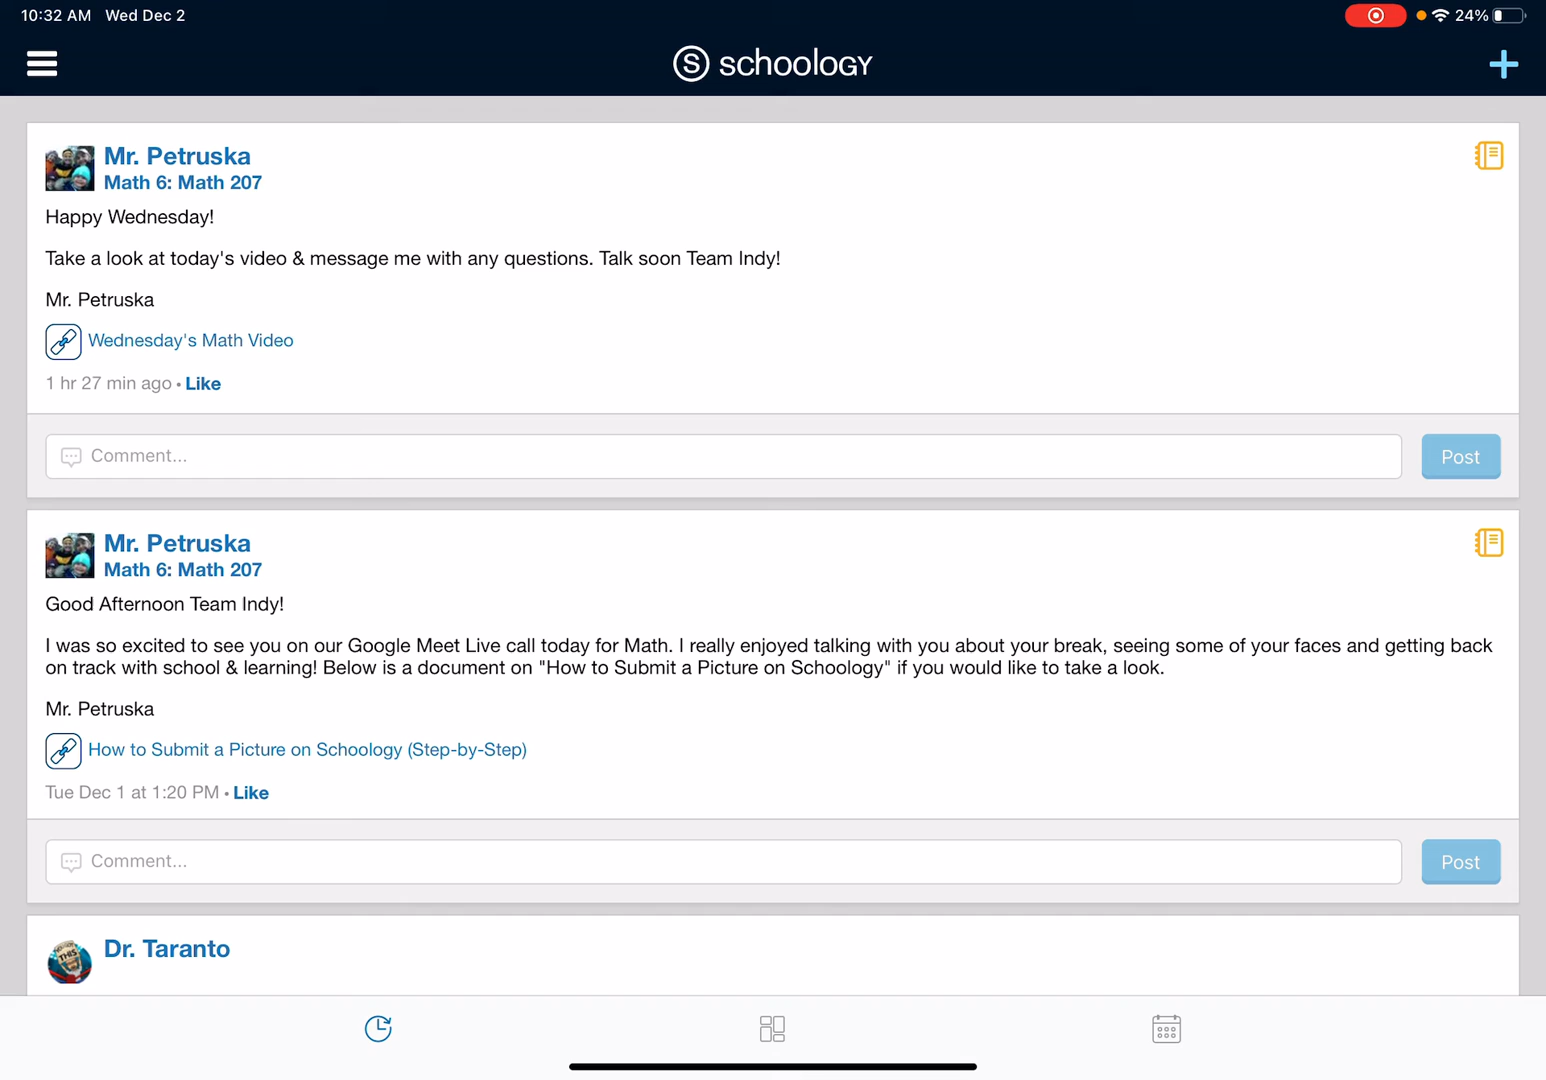 10:32 AM Wed Dec 2
24%
S schoology
Mr. Petruska
Math 6: Math 207
Happy Wednesday!
Take a look at today's video & message me with any questions. Talk soon Team Indy!
Mr. Petruska
Wednesday's Math Video
1 hr 27 min ago • Like
Comment...
Post
Mr. Petruska
Math 6: Math 207
Good Afternoon Team Indy!
I was so excited to see you on our Google Meet Live call today for Math. I really enjoyed talking with you about your break, seeing some of your faces and getting back
on track with school & learning! Below is a document on "How to Submit a Picture on Schoology" if you would like to take a look.
Mr. Petruska
How to Submit a Picture on Schoology (Step-by-Step)
Tue Dec 1 at 1:20 PM • Like
Comment...
Post
Dr. Taranto